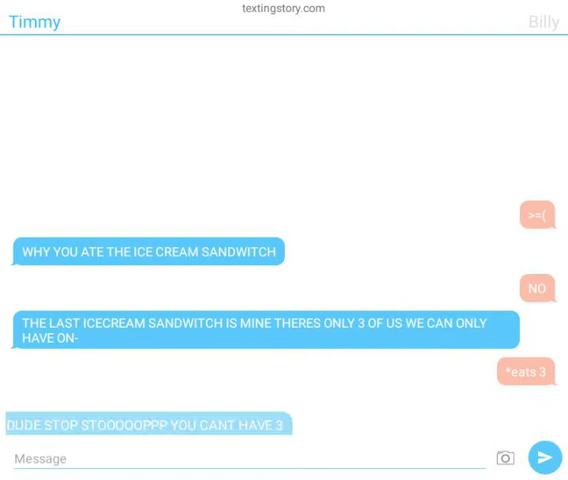 textingstory.com
Timmy
Billy
>=(
WHY YOU ATE THE ICE CREAM SANDWITCH
NO
THE LAST ICECREAM SANDWITCH IS MINE THERES ONLY 3 OF US WE CAN ONLY
HAVE ON-
*eats 3
DUDE STOP STOOOOOPPP YOU CANT HAVE 3
Message